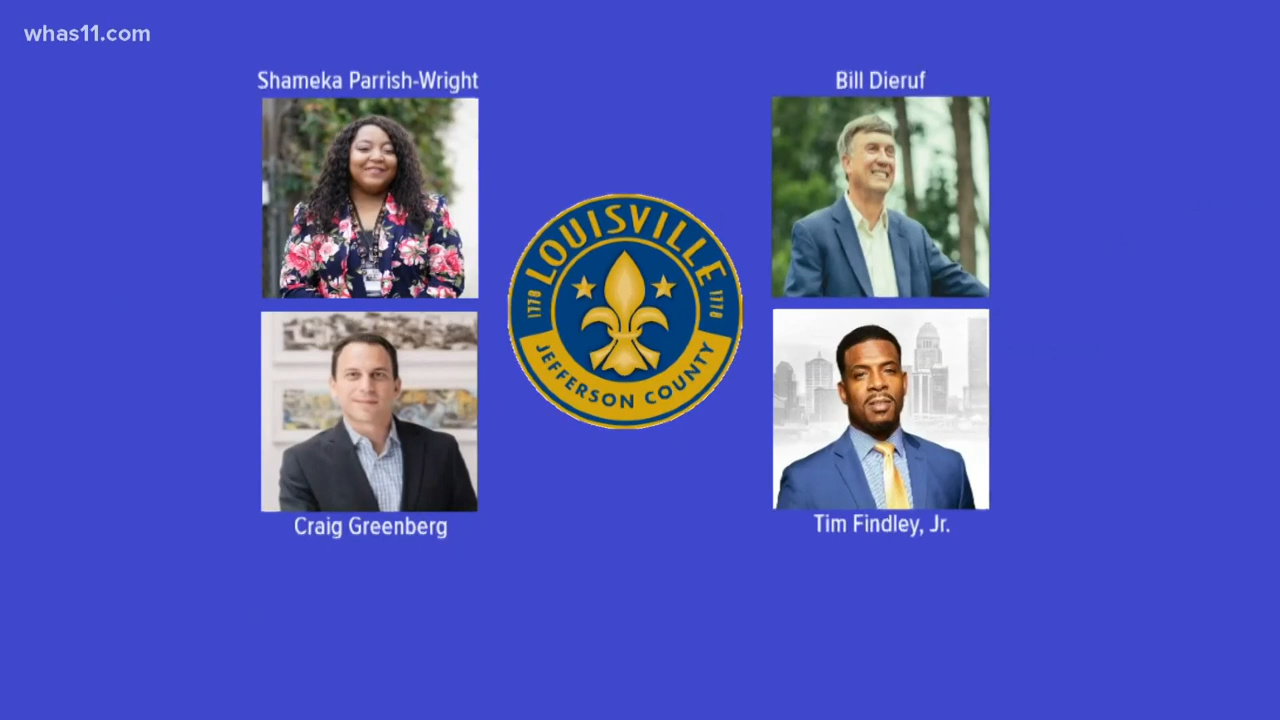 whas11.com
Shameka Parrish-Wright
Bill Dieruf
LOUISVILLE
1778 1778
JEFFERSON COUNTY
Craig Greenberg
Tim Findley, Jr.